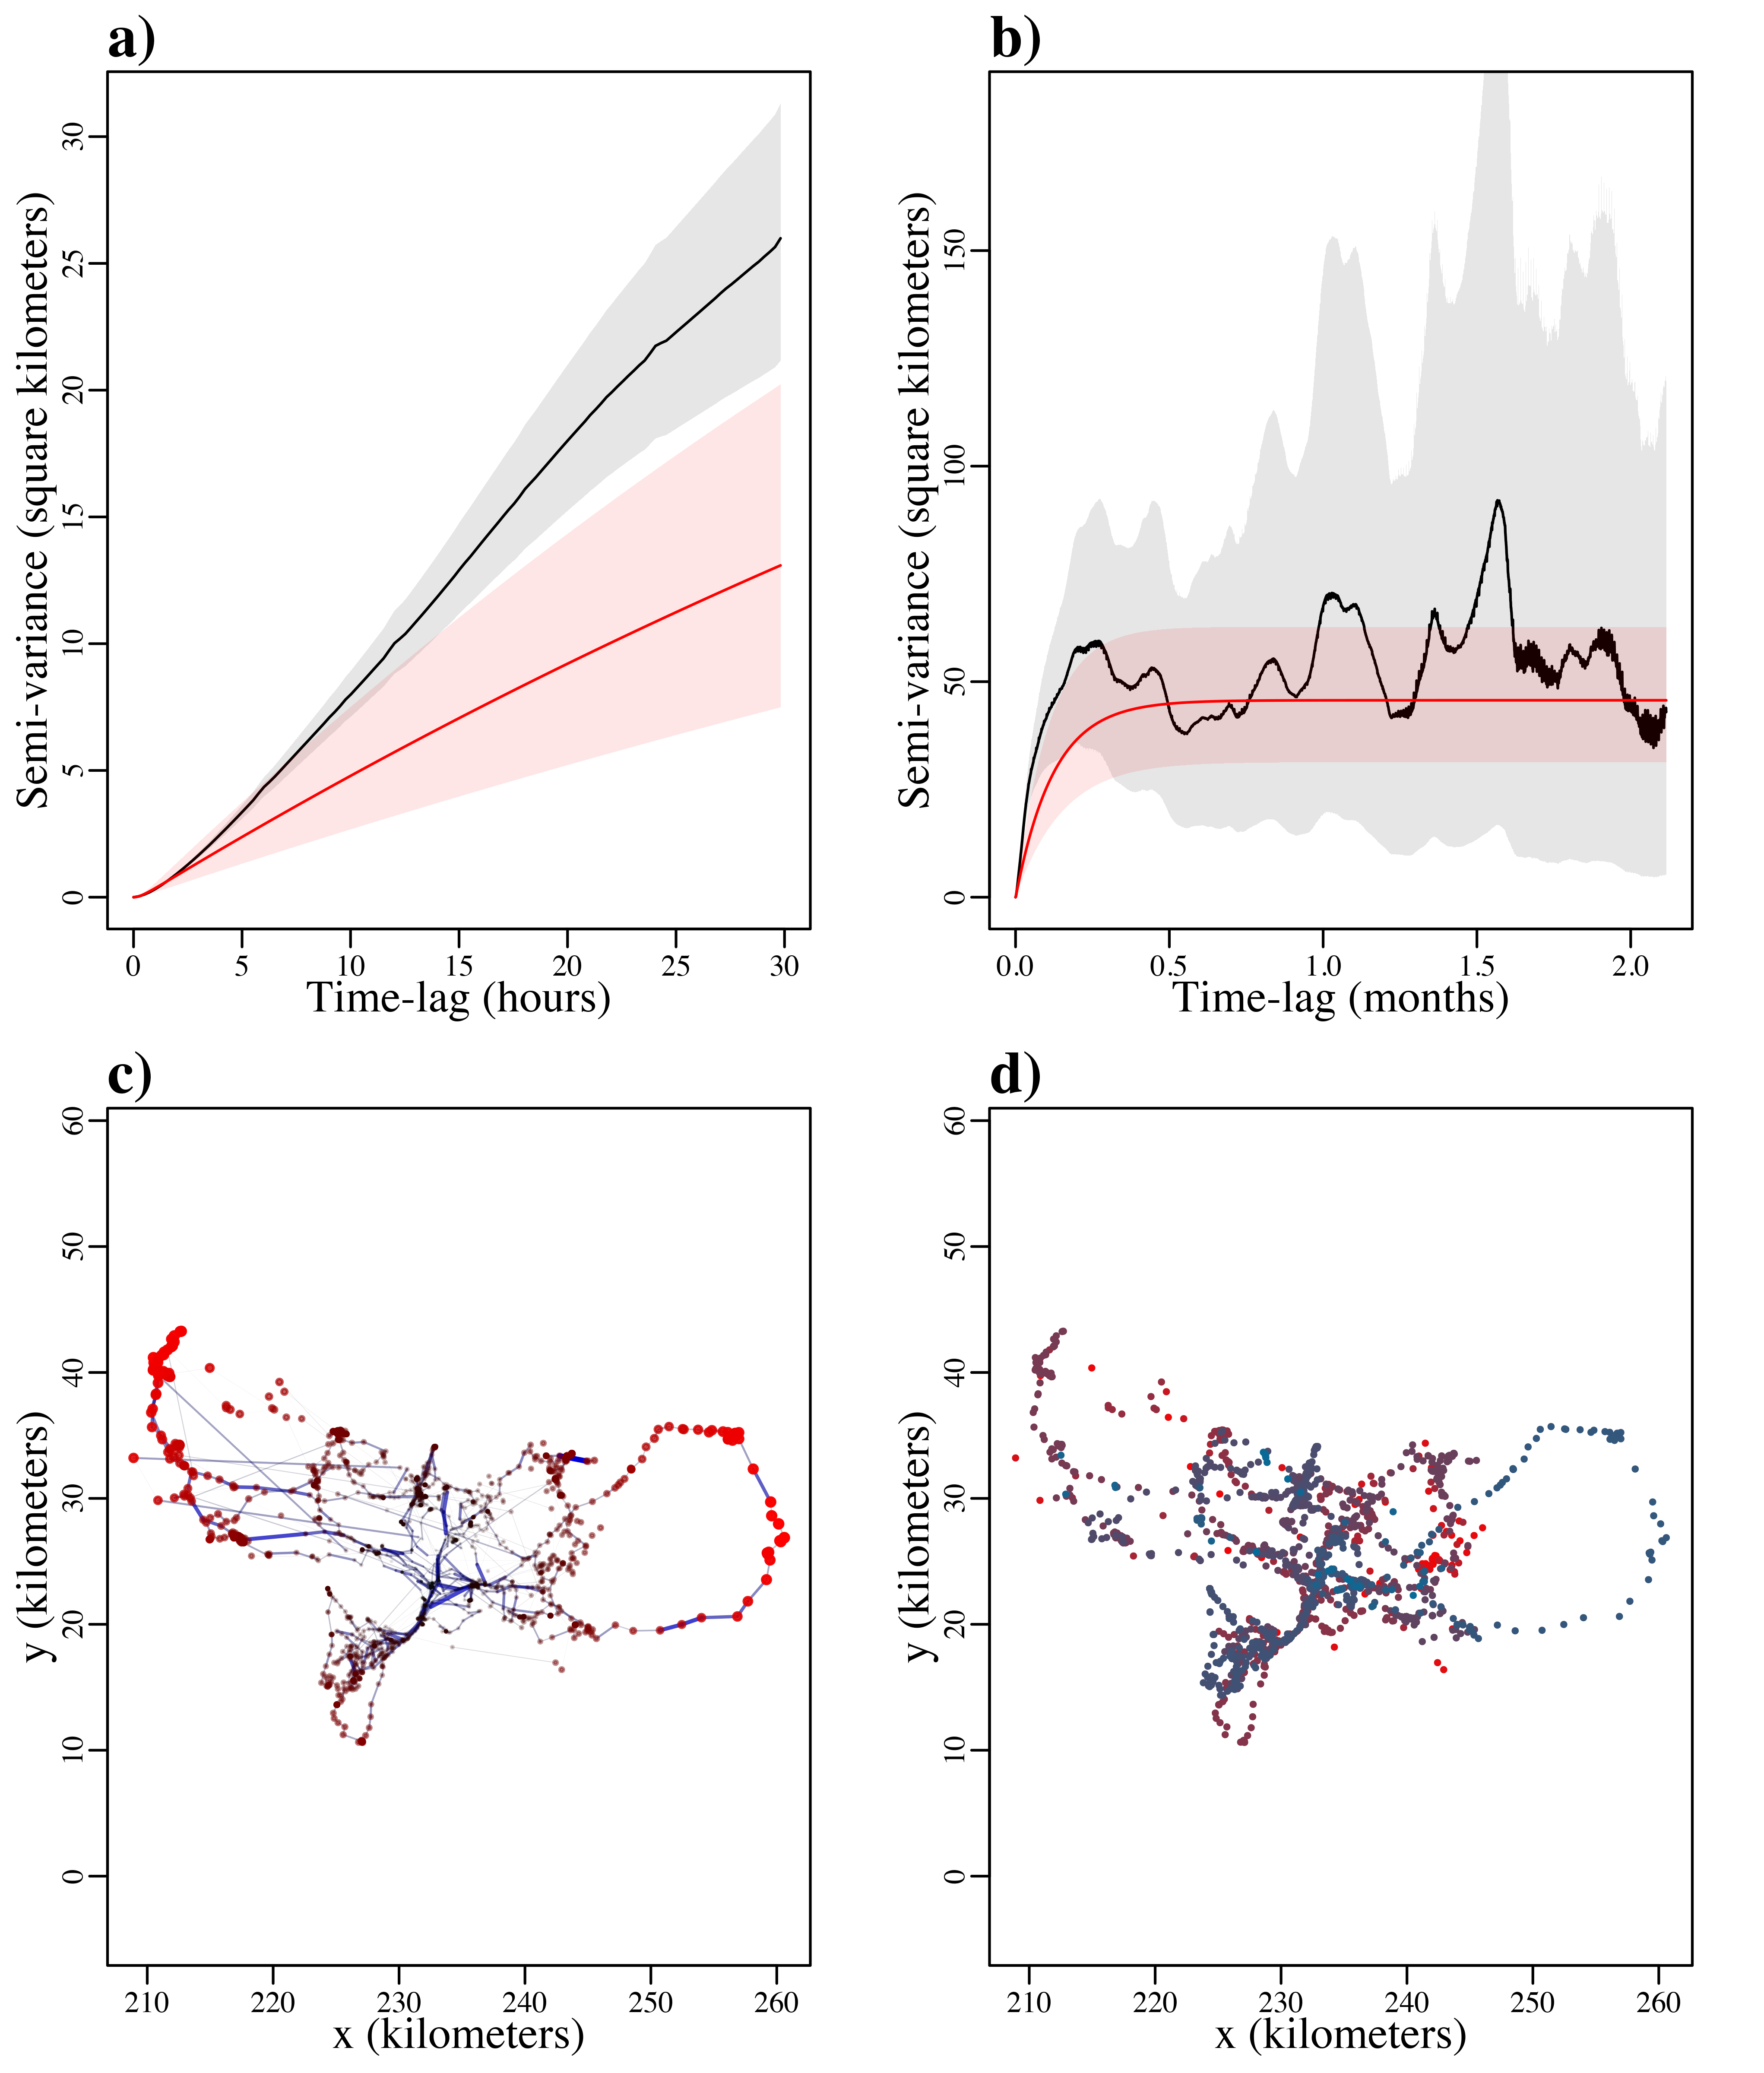 a)
Semi-variance (square kilometers)
0 5 10 15 20 25 30
0 5 10 15 20 25 30
Time-lag (hours)
b)
Semi-variance (square kilometers)
0 50 100 150
0.0 0.5 1.0 1.5 2.0
Time-lag (months)
c)
y (kilometers)
0 10 20 30 40 50 60
210 220 230 240 250 260
x (kilometers)
d)
y (kilometers)
0 10 20 30 40 50 60
210 220 230 240 250 260
x (kilometers)